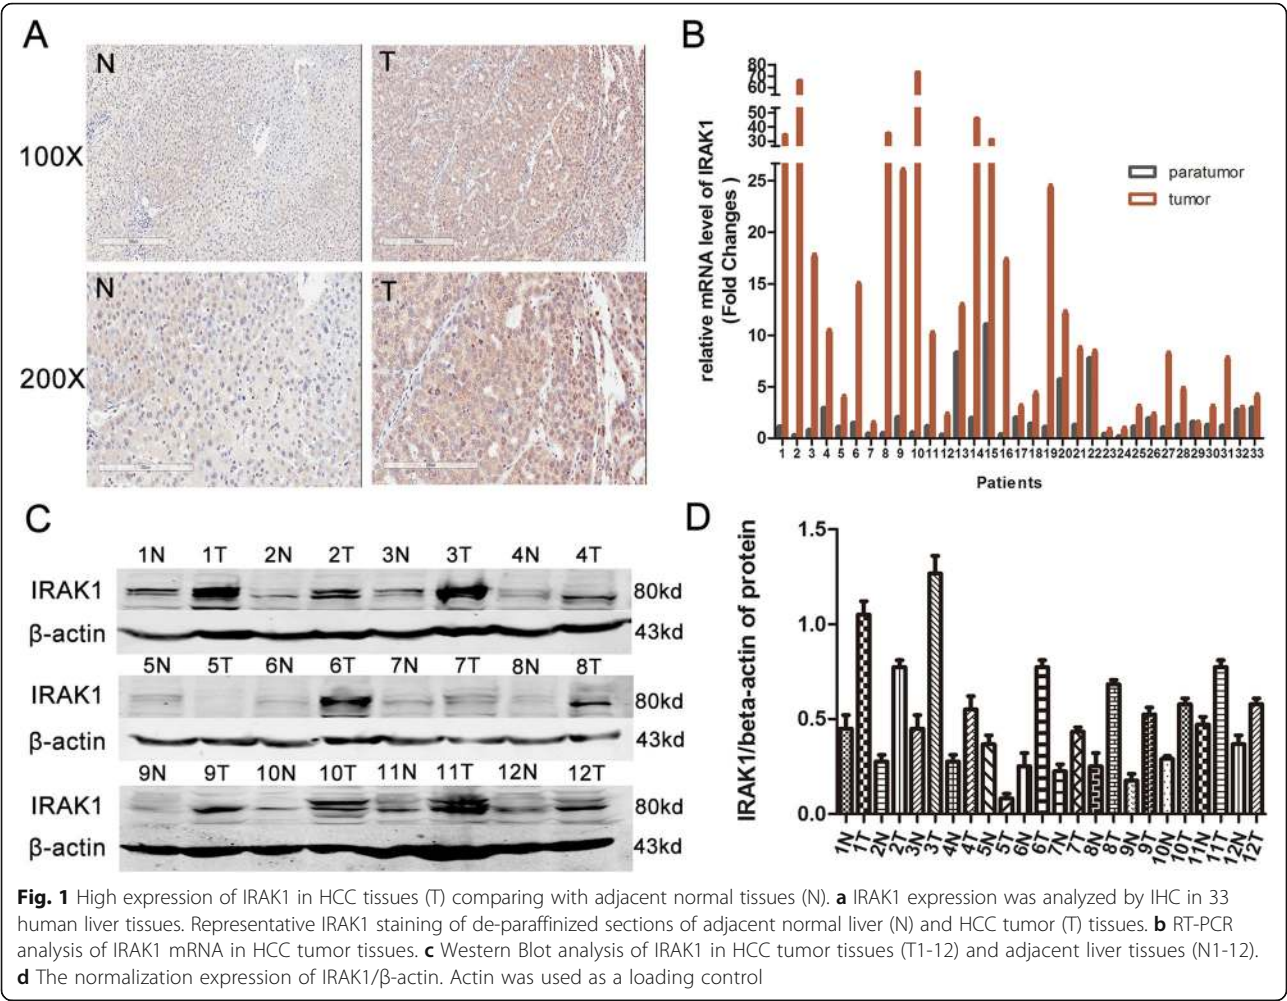 A
N
T
100X
N
T
200X
B
relative mRNA level of IRAK1
(Fold Changes )
80
70
60
50
40
30
25
20
15
10
5
0
paratumor
tumor
1 2 3 4 5 6 7 8 9 10 11 12 13 14 15 16 17 18 19 20 21 22 23 24 25 26 27 28 29 30 31 32 33
Patients
C
1N 1T 2N 2T 3N 3T 4N 4T
IRAK1 80kd
β-actin 43kd
5N 5T 6N 6T 7N 7T 8N 8T
IRAK1 80kd
β-actin 43kd
9N 9T 10N 10T 11N 11T 12N 12T
IRAK1 80kd
β-actin 43kd
D
IRAK1/beta-actin of protein
1.5
1.0
0.5
0.0
1N 1T 2N 2T 3N 3T 4N 4T 5N 5T 6N 6T 7N 7T 8N 8T 9N 9T 10N 10T 11N 11T 12N 12T
Fig. 1 High expression of IRAK1 in HCC tissues (T) comparing with adjacent normal tissues (N). a IRAK1 expression was analyzed by IHC in 33
human liver tissues. Representative IRAK1 staining of de-paraffinized sections of adjacent normal liver (N) and HCC tumor (T) tissues. b RT-PCR
analysis of IRAK1 mRNA in HCC tumor tissues. c Western Blot analysis of IRAK1 in HCC tumor tissues (T1-12) and adjacent liver tissues (N1-12).
d The normalization expression of IRAK1/β-actin. Actin was used as a loading control